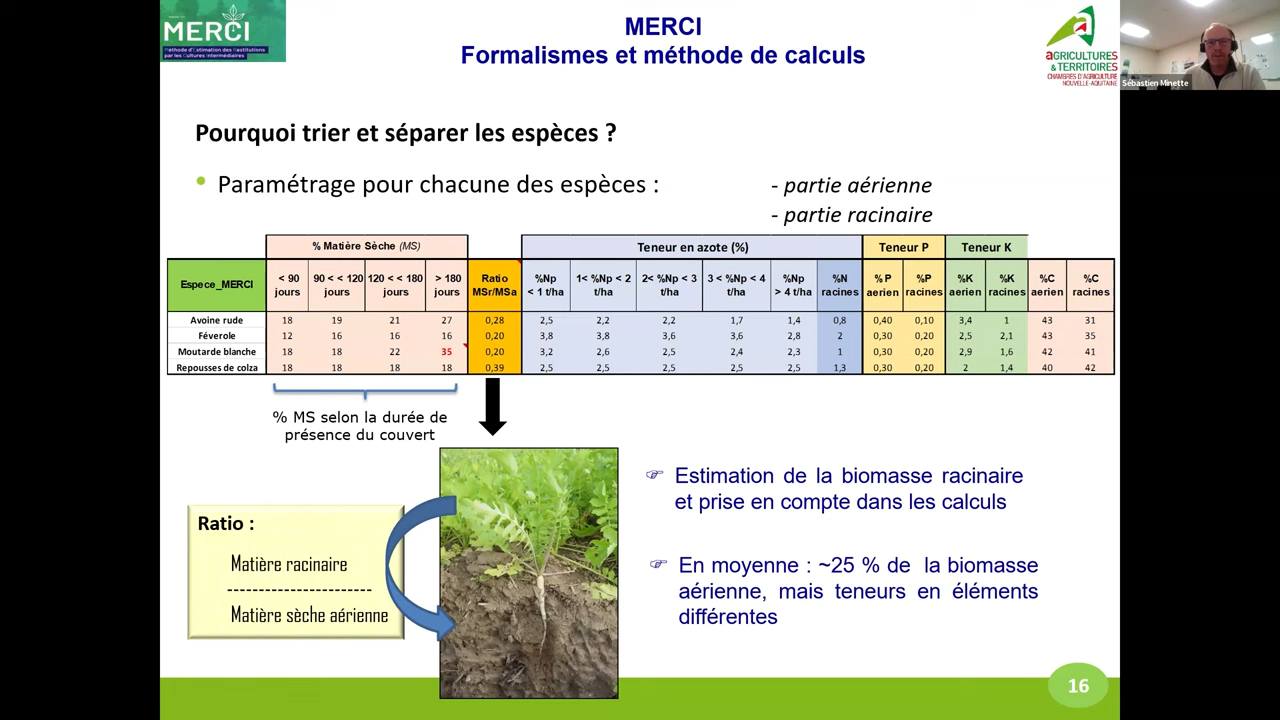 MERCI
Méthode d'Estimation des Restitutions
par les Cultures Intermédiaires
MERCI
Formalismes et méthode de calculs
AGRICULTURES
& TERRITOIRES
CHAMBRES D'AGRICULTURE
NOUVELLE-AQUITAINE
Sébastien Minette
Pourquoi trier et séparer les espèces ?
• Paramétrage pour chacune des espèces :
- partie aérienne
- partie racinaire
% Matière Sèche (MS) Teneur en azote (%) Teneur P Teneur K
Espece_MERCI < 90 jours 90 < < 120 jours 120 < < 180 jours > 180 jours Ratio MSr/MSa %Np < 1 t/ha 1< %Np < 2 t/ha 2< %Np < 3 t/ha 3 < %Np < 4 t/ha %Np > 4 t/ha %N racines % P aerien %P racines %K aerien %K racines %C aerien %C racines
Avoine rude 18 19 21 27 0,28 2,5 2,2 2,2 1,7 1,4 0,8 0,40 0,10 3,4 1 43 31
Féverole 12 16 16 16 0,20 3,8 3,8 3,6 3,6 2,8 2 0,30 0,20 2,5 2,1 43 35
Moutarde blanche 18 18 22 35 0,20 3,2 2,6 2,5 2,4 2,3 1 0,30 0,20 2,9 1,6 42 41
Repousses de colza 18 18 18 18 0,39 2,5 2,5 2,5 2,5 2,5 1,3 0,30 0,20 2 1,4 40 42
% MS selon la durée de
présence du couvert
Ratio :
Matière racinaire
-----------------------
Matière sèche aérienne
☞ Estimation de la biomasse racinaire
et prise en compte dans les calculs
☞ En moyenne : ~25 % de la biomasse
aérienne, mais teneurs en éléments
différentes
16